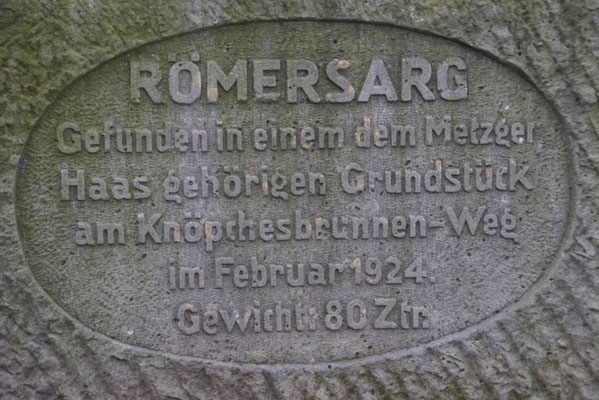 RÖMERSARG
Gefunden in einem dem Metzger
Haas gehörigen Grundstück
am Knöpchesbrunnen-Weg
im Februar 1924.
Gewicht: 80 Ztr.